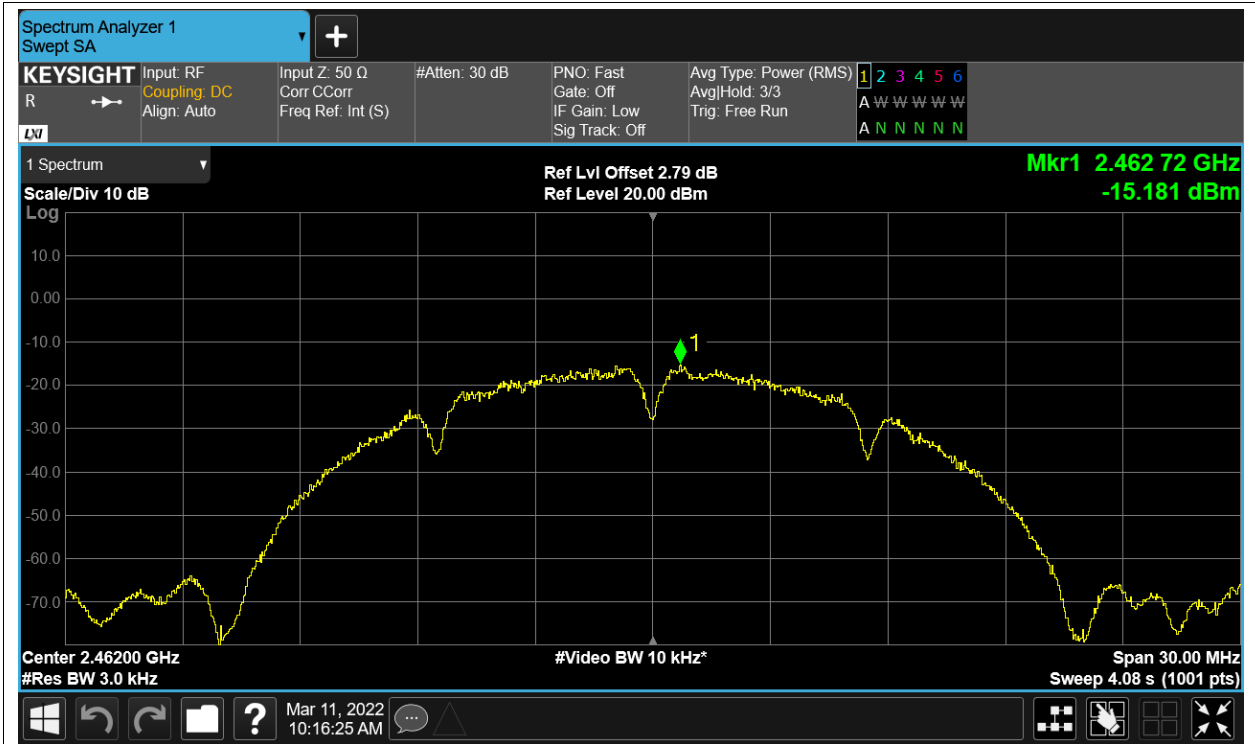 Spectrum Analyzer 1
Swept SA
KEYSIGHT
R
LXI
Input: RF
Coupling: DC
Align: Auto
Input Z: 50 Ω
Corr CCorr
Freq Ref: Int (S)
#Atten: 30 dB
PNO: Fast
Gate: Off
IF Gain: Low
Sig Track: Off
Avg Type: Power (RMS)
Avg|Hold: 3/3
Trig: Free Run
1 2 3 4 5 6
A W W W W W
A N N N N N
1 Spectrum
Scale/Div 10 dB
Log
Ref Lvl Offset 2.79 dB
Ref Level 20.00 dBm
Mkr1 2.462 72 GHz
-15.181 dBm
10.0
0.00
-10.0
-20.0
-30.0
-40.0
-50.0
-60.0
-70.0
1
Center 2.46200 GHz
#Res BW 3.0 kHz
#Video BW 10 kHz*
Span 30.00 MHz
Sweep 4.08 s (1001 pts)
?
Mar 11, 2022
10:16:25 AM